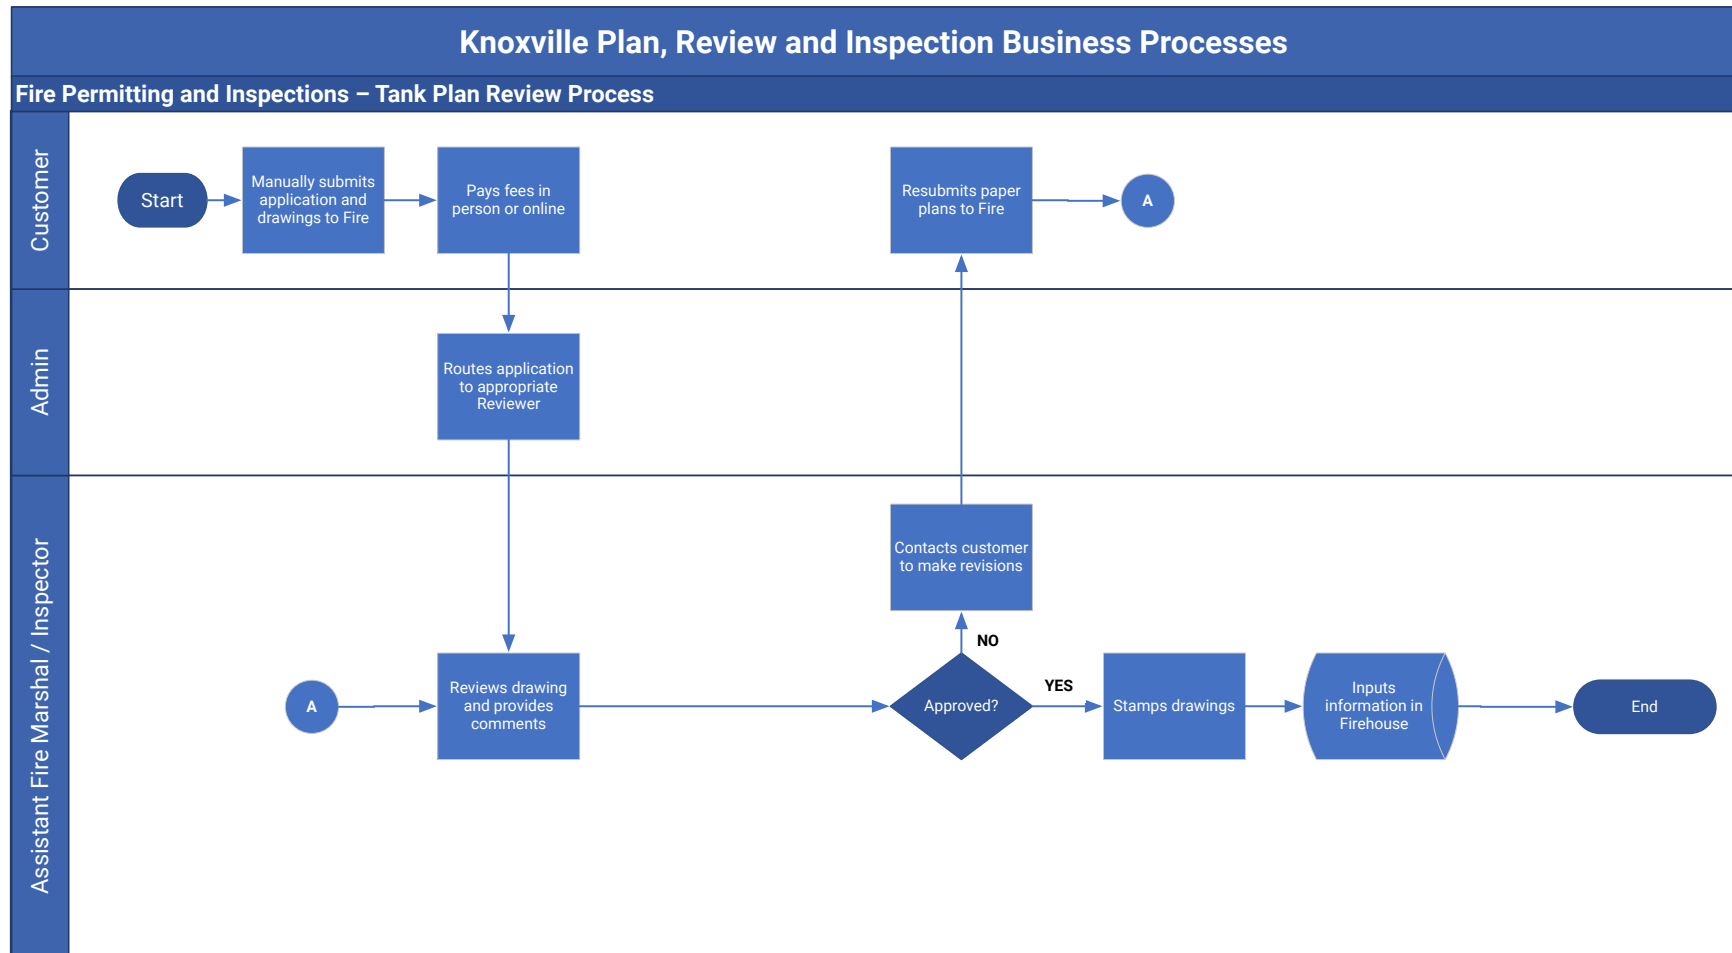 Knoxville Plan, Review and Inspection Business Processes
Fire Permitting and Inspections – Tank Plan Review Process
Customer
Start
Manually submits
application and
drawings to Fire
Pays fees in
person or online
Resubmits paper
plans to Fire
A
Admin
Routes application
to appropriate
Reviewer
Assistant Fire Marshal / Inspector
Contacts customer
to make revisions
NO
A
Reviews drawing
and provides
comments
Approved?
YES
Stamps drawings
Inputs
information in
Firehouse
End